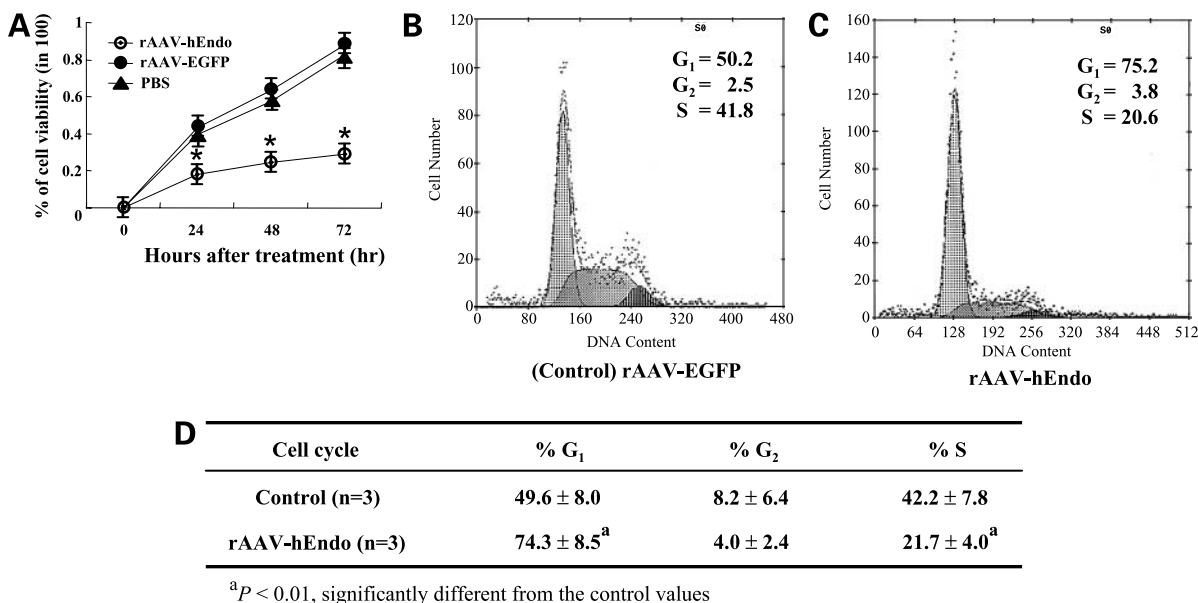 A
% of cell viability (in 100)
1
0.8
0.6
0.4
0.2
0
rAAV-hEndo
rAAV-EGFP
PBS
*
*
*
0 24 48 72
Hours after treatment (hr)
B
S0
G1 = 50.2
G2 = 2.5
S = 41.8
Cell Number
120
100
80
60
40
20
0
0 80 160 240 320 400 480
DNA Content
(Control) rAAV-EGFP
C
S0
G1 = 75.2
G2 = 3.8
S = 20.6
Cell Number
160
140
120
100
80
60
40
20
0
0 64 128 192 256 320 384 448 512
DNA Content
rAAV-hEndo
D
Cell cycle % G1 % G2 % S
Control (n=3) 49.6 ± 8.0 8.2 ± 6.4 42.2 ± 7.8
rAAV-hEndo (n=3) 74.3 ± 8.5a 4.0 ± 2.4 21.7 ± 4.0a
aP < 0.01, significantly different from the control values